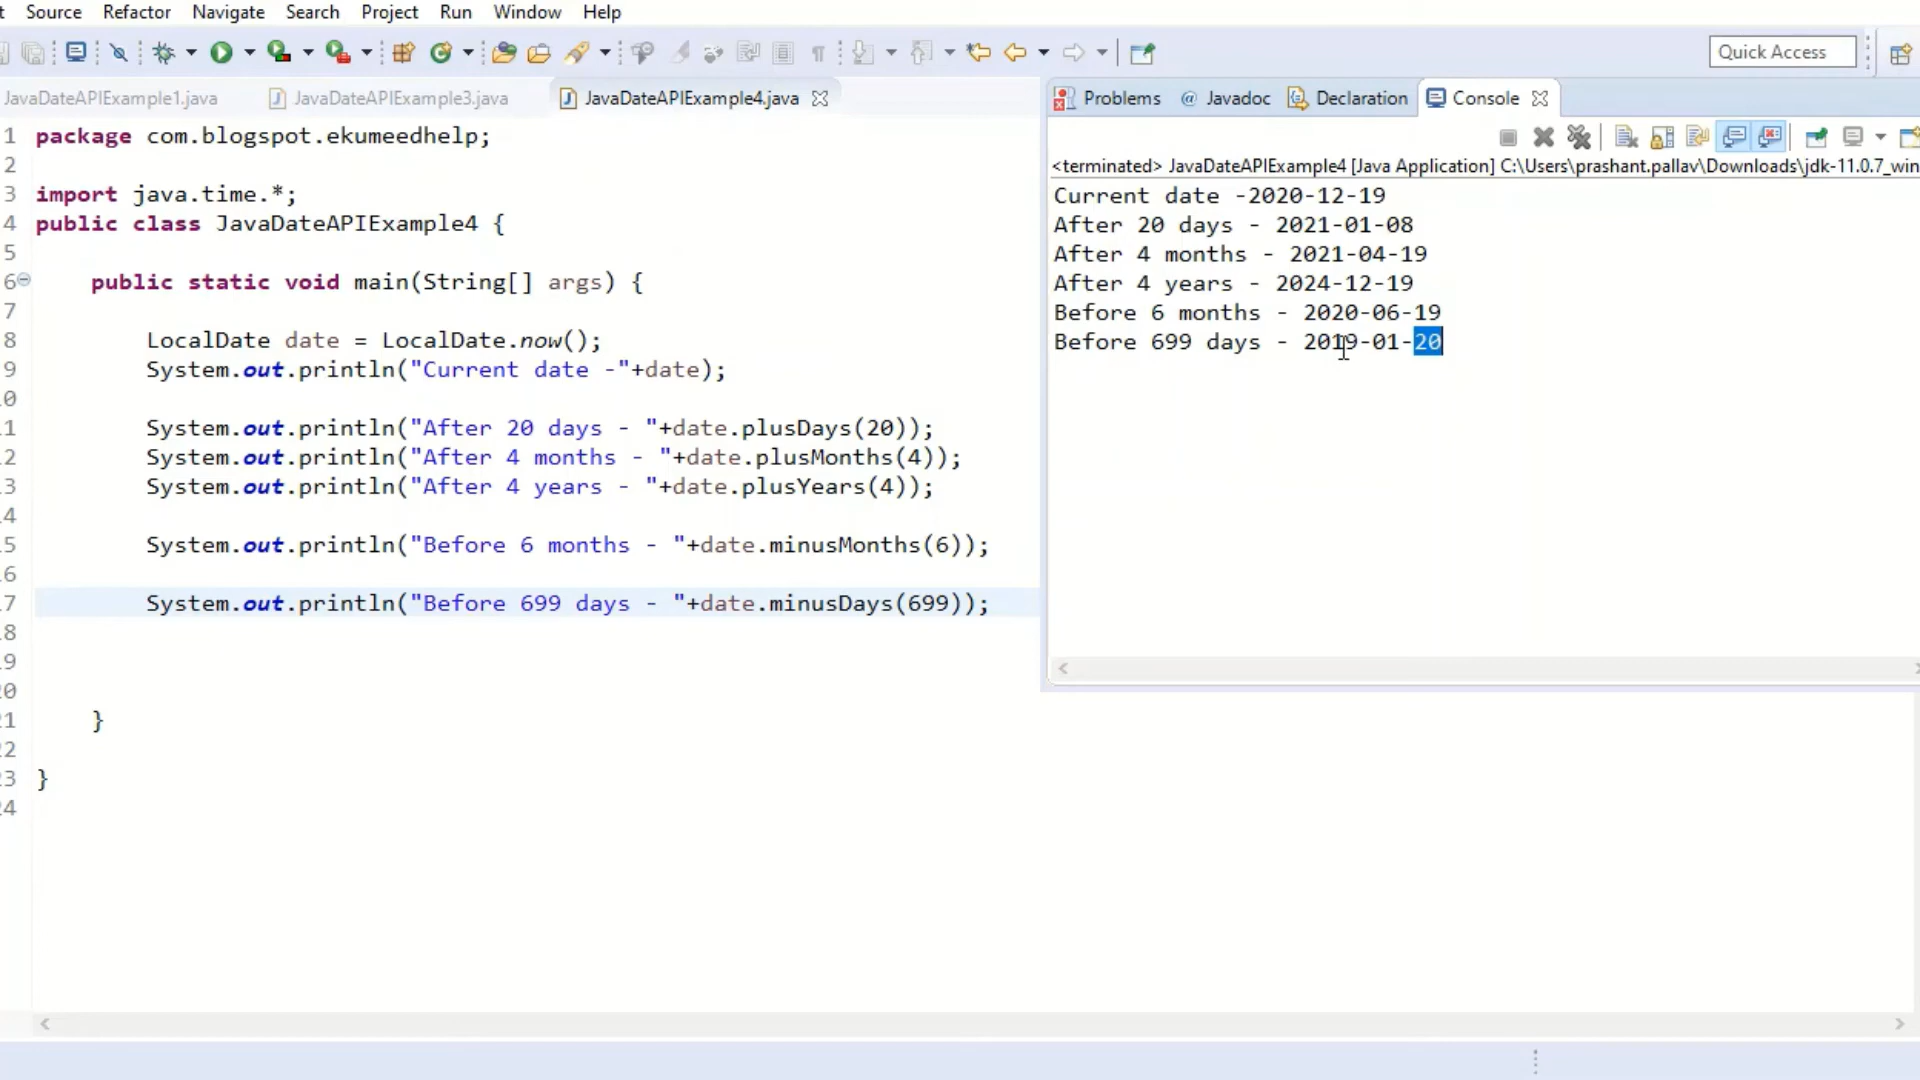 t Source Refactor Navigate Search Project Run Window Help
Quick Access
JavaDateAPIExample1.java JavaDateAPIExample3.java JavaDateAPIExample4.java
Problems @ Javadoc Declaration Console
<terminated> JavaDateAPIExample4 [Java Application] C:\Users\prashant.pallav\Downloads\jdk-11.0.7_win
1 package com.blogspot.ekumeedhelp;
2
3 import java.time.*;
4 public class JavaDateAPIExample4 {
5
6 public static void main(String[] args) {
7
8 LocalDate date = LocalDate.now();
9 System.out.println("Current date -"+date);
0
1 System.out.println("After 20 days - "+date.plusDays(20));
2 System.out.println("After 4 months - "+date.plusMonths(4));
3 System.out.println("After 4 years - "+date.plusYears(4));
4
5 System.out.println("Before 6 months - "+date.minusMonths(6));
6
7 System.out.println("Before 699 days - "+date.minusDays(699));
8
9
20
21 }
22
23 }
24
Current date -2020-12-19
After 20 days - 2021-01-08
After 4 months - 2021-04-19
After 4 years - 2024-12-19
Before 6 months - 2020-06-19
Before 699 days - 2019-01-20